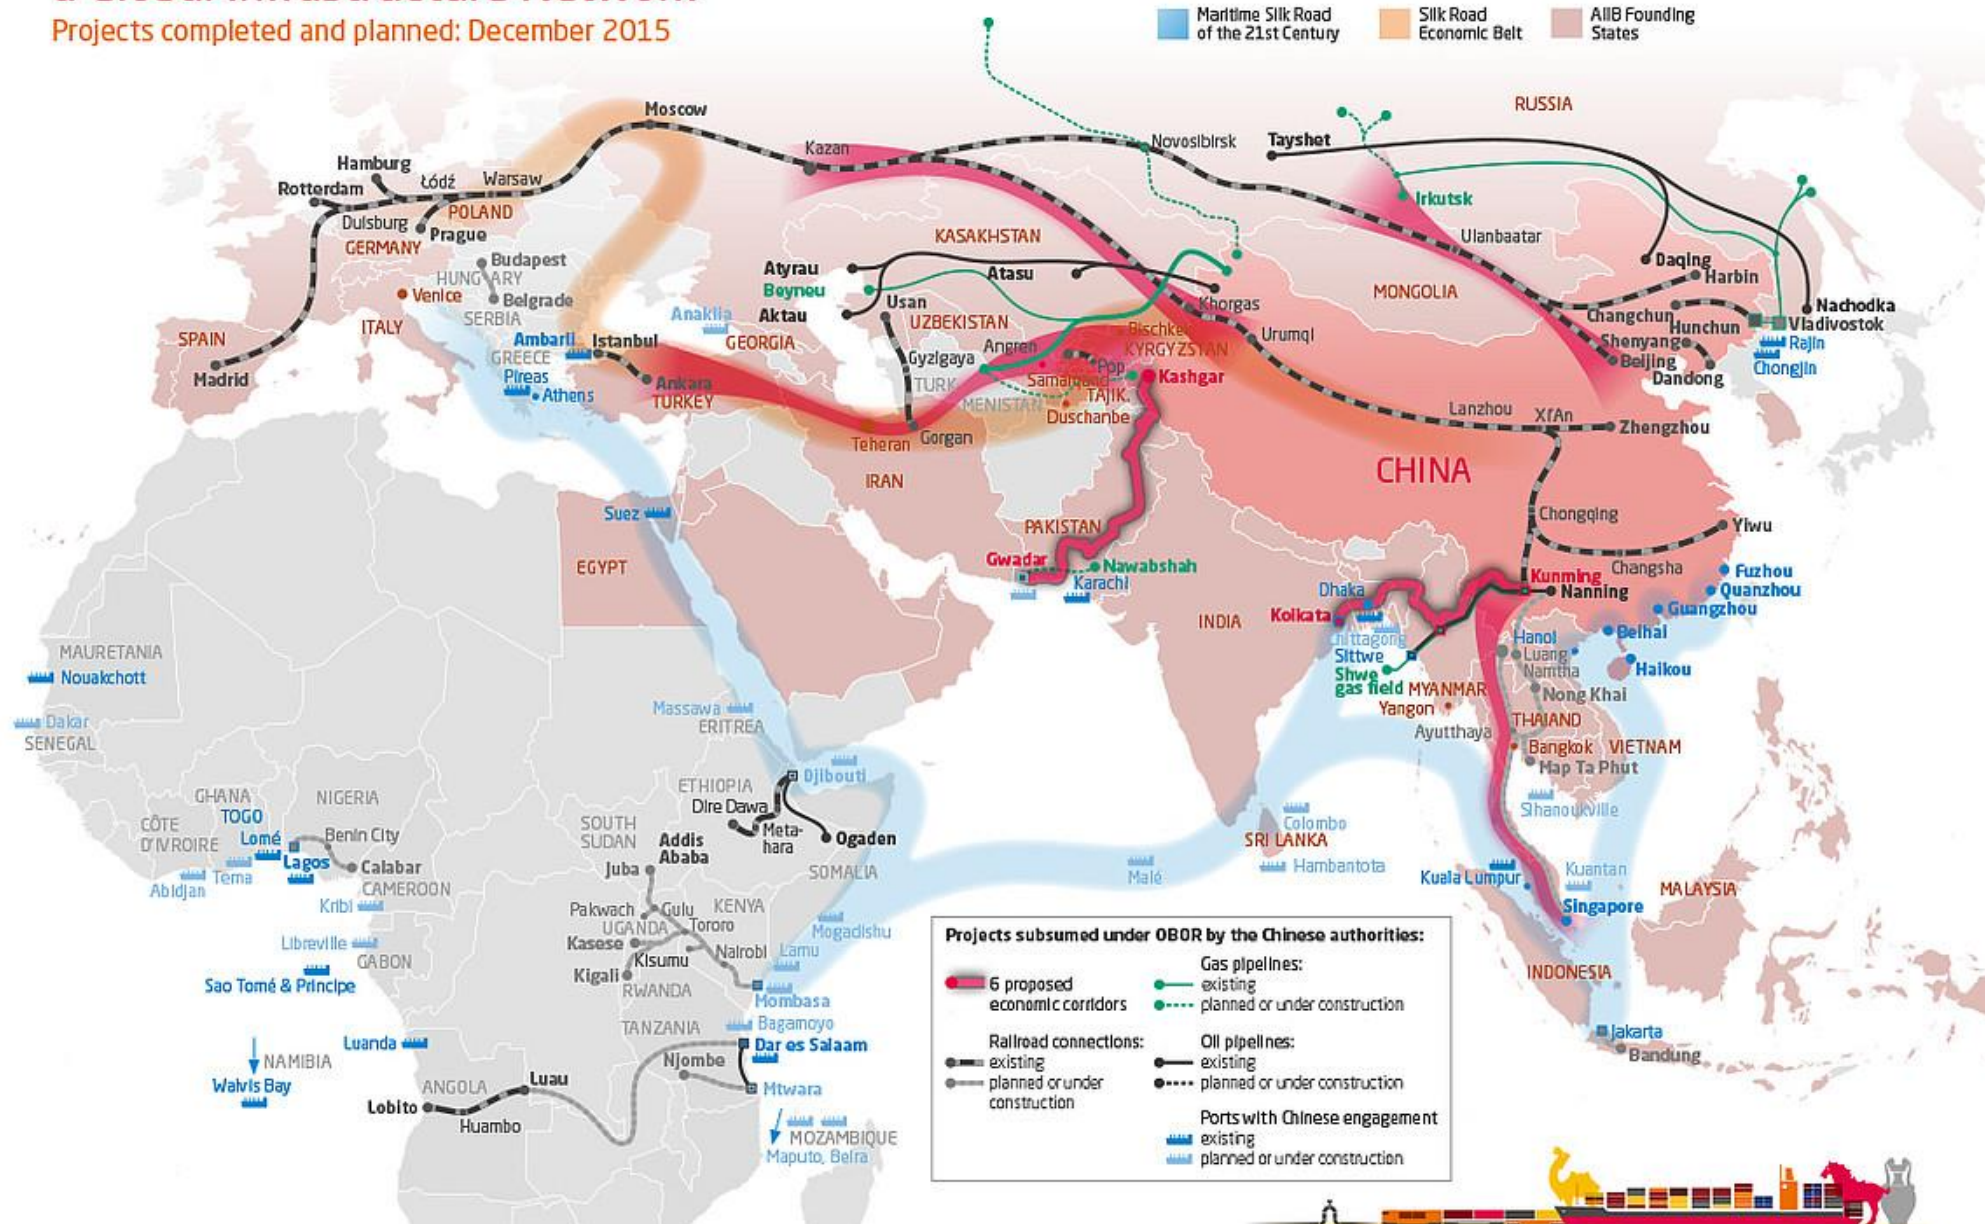 Projects completed and planned: December 2015
Maritime Silk Road
of the 21st Century
Silk Road
Economic Belt
AIIB Founding
States
RUSSIA
Moscow
Kazan
Novosibirsk
Tayshet
Hamburg
Rotterdam
Łódź
Warsaw
Duisburg
POLAND
Prague
GERMANY
Irkutsk
Ulanbaatar
KASAKHSTAN
Budapest
HUNGARY
Belgrade
SERBIA
Venice
ITALY
SPAIN
Madrid
Atyrau
Beyneu
Aktau
Atasu
Usan
UZBEKISTAN
Khorgas
Urumqi
MONGOLIA
Daqing
Harbin
Changchun
Hunchun
Nachodka
Vladivostok
Shenyang
Rajin
Chongjin
Beijing
Dandong
Anaklia
GEORGIA
Ambarli
Istanbul
GREECE
Pireas
Athens
Ankara
TURKEY
Angren
Bischkek
KYRGYZSTAN
Gyzlgaya
TURK
MENISTAN
Pop
Samarkand
TAJIK.
Duschanbe
Kashgar
Teheran
Gorgan
IRAN
Lanzhou
Xi'An
Zhengzhou
CHINA
Suez
EGYPT
PAKISTAN
Gwadar
Nawabshah
Karachi
Chongqing
Yiwu
Changsha
Fuzhou
Quanzhou
Guangzhou
Kunming
Nanning
Beihai
Haikou
Dhaka
Kolkata
INDIA
Chittagong
Sittwe
Shwe
gas field
MYANMAR
Yangon
Hanoi
Luang
Namtha
Nong Khai
THAIAND
Ayutthaya
Bangkok
VIETNAM
Map Ta Phut
Sihanoukville
MAURETANIA
Nouakchott
Dakar
SENEGAL
Massawa
ERITREA
Djibouti
ETHIOPIA
Dire Dawa
Meta-
hara
Ogaden
Addis
Ababa
SOUTH
SUDAN
Juba
SOMALIA
GHANA
TOGO
NIGERIA
CÔTE
D'IVROIRE
Lomé
Benin City
Lagos
Calabar
Tema
Abidjan
CAMEROON
Kribi
Libreville
GABON
Sao Tomé & Principe
Pakwach
Gulu
KENYA
UGANDA
Tororo
Kasese
Kisumu
Nairobi
Lamu
Mogadishu
Kigali
RWANDA
Mombasa
TANZANIA
Bagamoyo
Dar es Salaam
Njombe
Mtwara
Luanda
NAMIBIA
Walvis Bay
ANGOLA
Luau
Lobito
Huambo
MOZAMBIQUE
Maputo, Beira
Malé
Colombo
SRI LANKA
Hambantota
Kuala Lumpur
Kuantan
Singapore
MALAYSIA
INDONESIA
Jakarta
Bandung
Projects subsumed under OBOR by the Chinese authorities:
6 proposed
economic corridors
Gas pipelines:
existing
planned or under construction
Railroad connections:
existing
planned or under
construction
Oil pipelines:
existing
planned or under construction
Ports with Chinese engagement
existing
planned or under construction